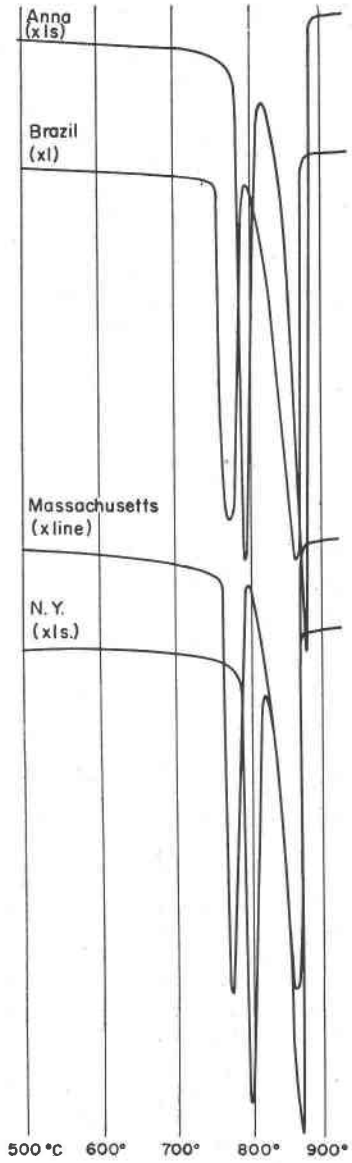 Anna
(xls)
Brazil
(xl)
Massachusetts
(xline)
N.Y.
(xls.)
500°C 600° 700° 800° 900°